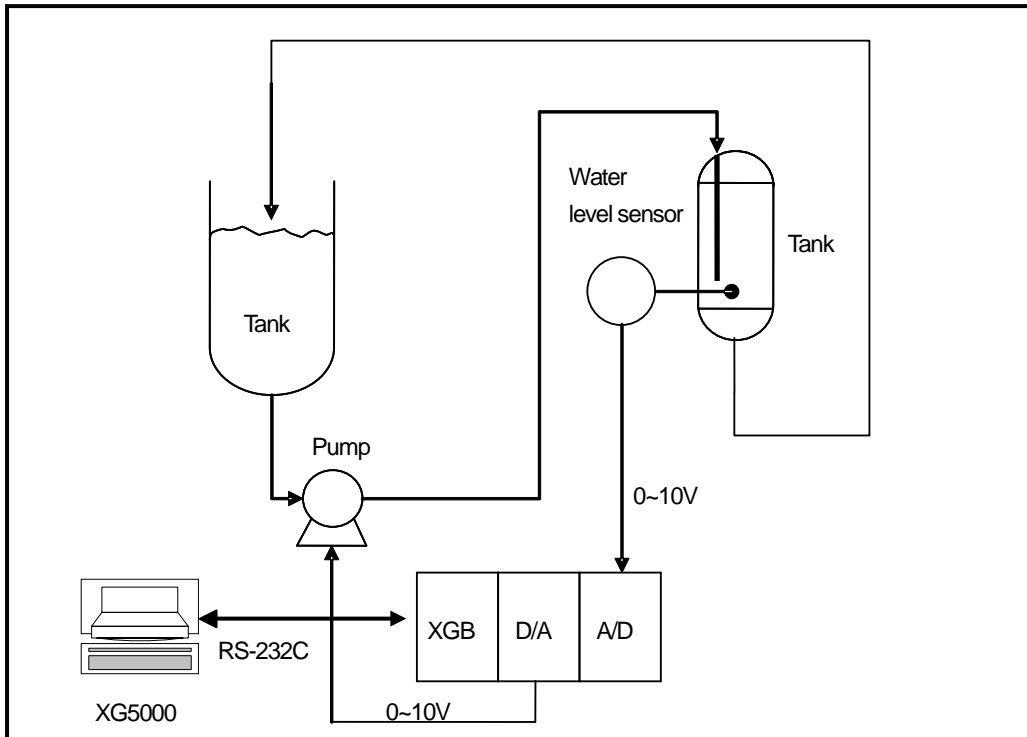 Water
level sensor
Tank
Tank
Pump
0~10V
XGB
D/A
A/D
RS-232C
XG5000
0~10V